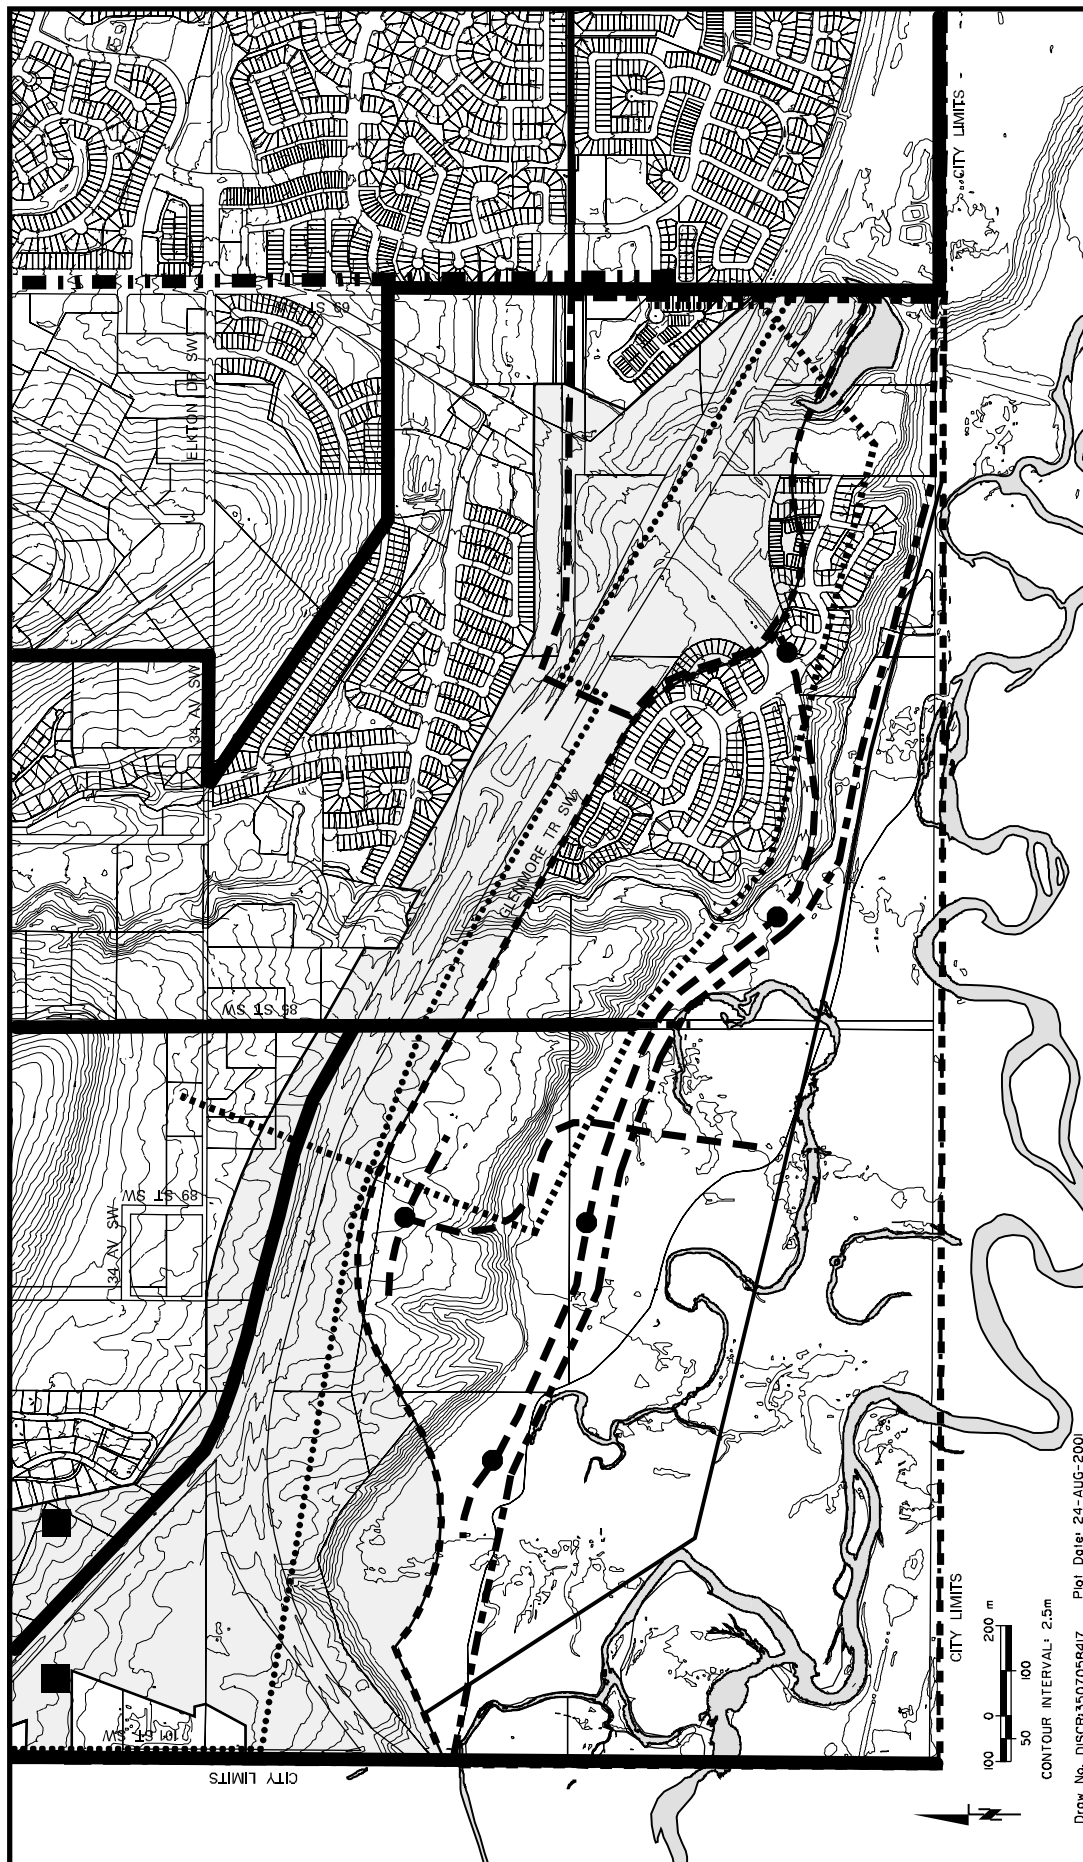 CITY LIMITS
69 ST SW
ELKTON DR SW
34 AV SW
GLENMORE TR SW
85 ST SW
89 ST SW
34 AV SW
101 ST SW
CITY LIMITS
CITY LIMITS
100 0 200 m
50 100
CONTOUR INTERVAL: 2.5m
Plot Date: 24-AUG-2001
N